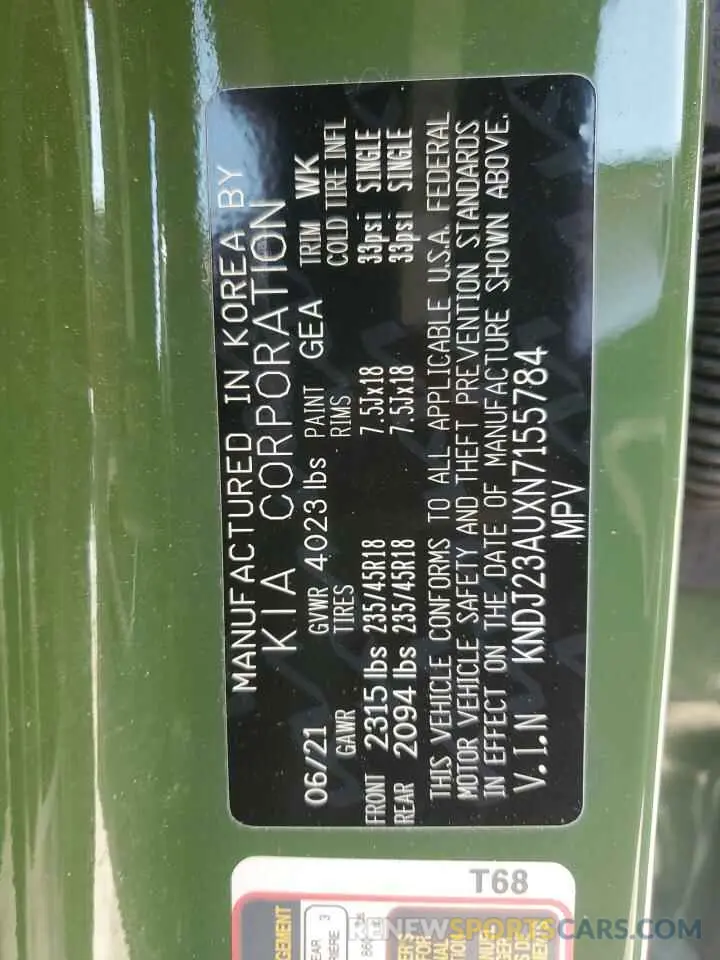 MANUFACTURED IN KOREA BY
KIA CORPORATION
06/21 GVWR 4023 lbs PAINT GEA TRIM WK
GAWR TIRES RIMS COLD TIRE INFL
FRONT 2315 lbs 235/45R18 7.5Jx18 33psi SINGLE
REAR 2094 lbs 235/45R18 7.5Jx18 33psi SINGLE
THIS VEHICLE CONFORMS TO ALL APPLICABLE U.S.A. FEDERAL
MOTOR VEHICLE SAFETY AND THEFT PREVENTION STANDARDS
IN EFFECT ON THE DATE OF MANUFACTURE SHOWN ABOVE.
V.I.N KNDJ23AUXN7155784
MPV
T68
RENEWSPORTSCARS.COM